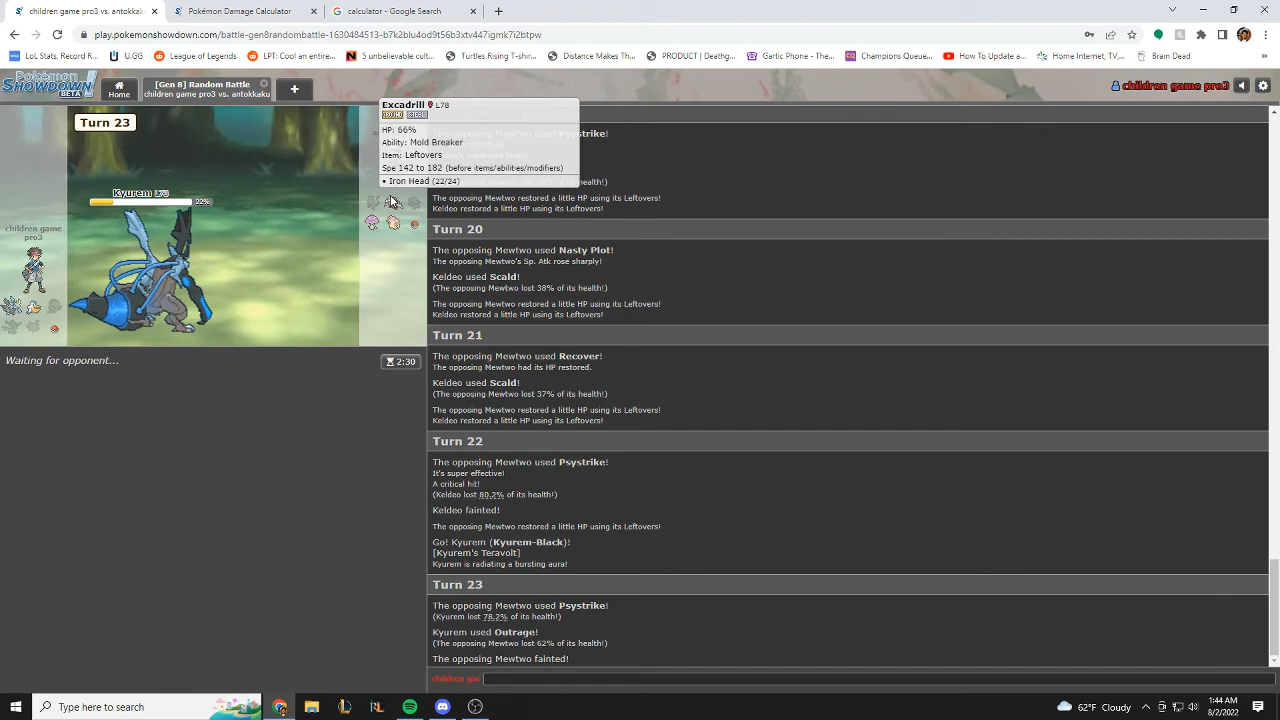 children game pro3 vs. antokkaku
Pokémon Damage Calculator
calculator - Google Search
play.pokemonshowdown.com/battle-gen8randombattle-1630484513-b7k2blu4od9t56b3xtv447igmk7i2btpw
LoL Stats, Record R...
U.GG
League of Legends
LPT: Cool an entire...
5 unbelievable cult...
Turtles Rising T-shirt...
Distance Makes The...
PRODUCT | Deathg...
Gartic Phone - The...
Champions Queue...
How To Update a...
Home Internet, TV,...
Brain Dead
Pokémon
SHOWDOWN
BETA
Home
[Gen 8] Random Battle
children game pro3 vs. antokkaku
children game pro3
Turn 23
Excadrill L78
HP: 66%
Ability: Mold Breaker
Item: Leftovers
Spe 142 to 182 (before items/abilities/modifiers)
• Iron Head (22/24)
Kyurem
22%
children game
pro3
Waiting for opponent...
2:30
The opposing Mewtwo restored a little HP using its Leftovers!
Keldeo restored a little HP using its Leftovers!
Turn 20
The opposing Mewtwo used Nasty Plot!
The opposing Mewtwo's Sp. Atk rose sharply!
Keldeo used Scald!
(The opposing Mewtwo lost 38% of its health!)
The opposing Mewtwo restored a little HP using its Leftovers!
Keldeo restored a little HP using its Leftovers!
Turn 21
The opposing Mewtwo used Recover!
The opposing Mewtwo had its HP restored.
Keldeo used Scald!
(The opposing Mewtwo lost 37% of its health!)
The opposing Mewtwo restored a little HP using its Leftovers!
Keldeo restored a little HP using its Leftovers!
Turn 22
The opposing Mewtwo used Psystrike!
It's super effective!
A critical hit!
(Keldeo lost 80.2% of its health!)
Keldeo fainted!
The opposing Mewtwo restored a little HP using its Leftovers!
Go! Kyurem (Kyurem-Black)!
[Kyurem's Teravolt]
Kyurem is radiating a bursting aura!
Turn 23
The opposing Mewtwo used Psystrike!
(Kyurem lost 78.2% of its health!)
Kyurem used Outrage!
(The opposing Mewtwo lost 62% of its health!)
The opposing Mewtwo fainted!
children gar
Type here to search
62°F Cloudy
1:44 AM
8/2/2022